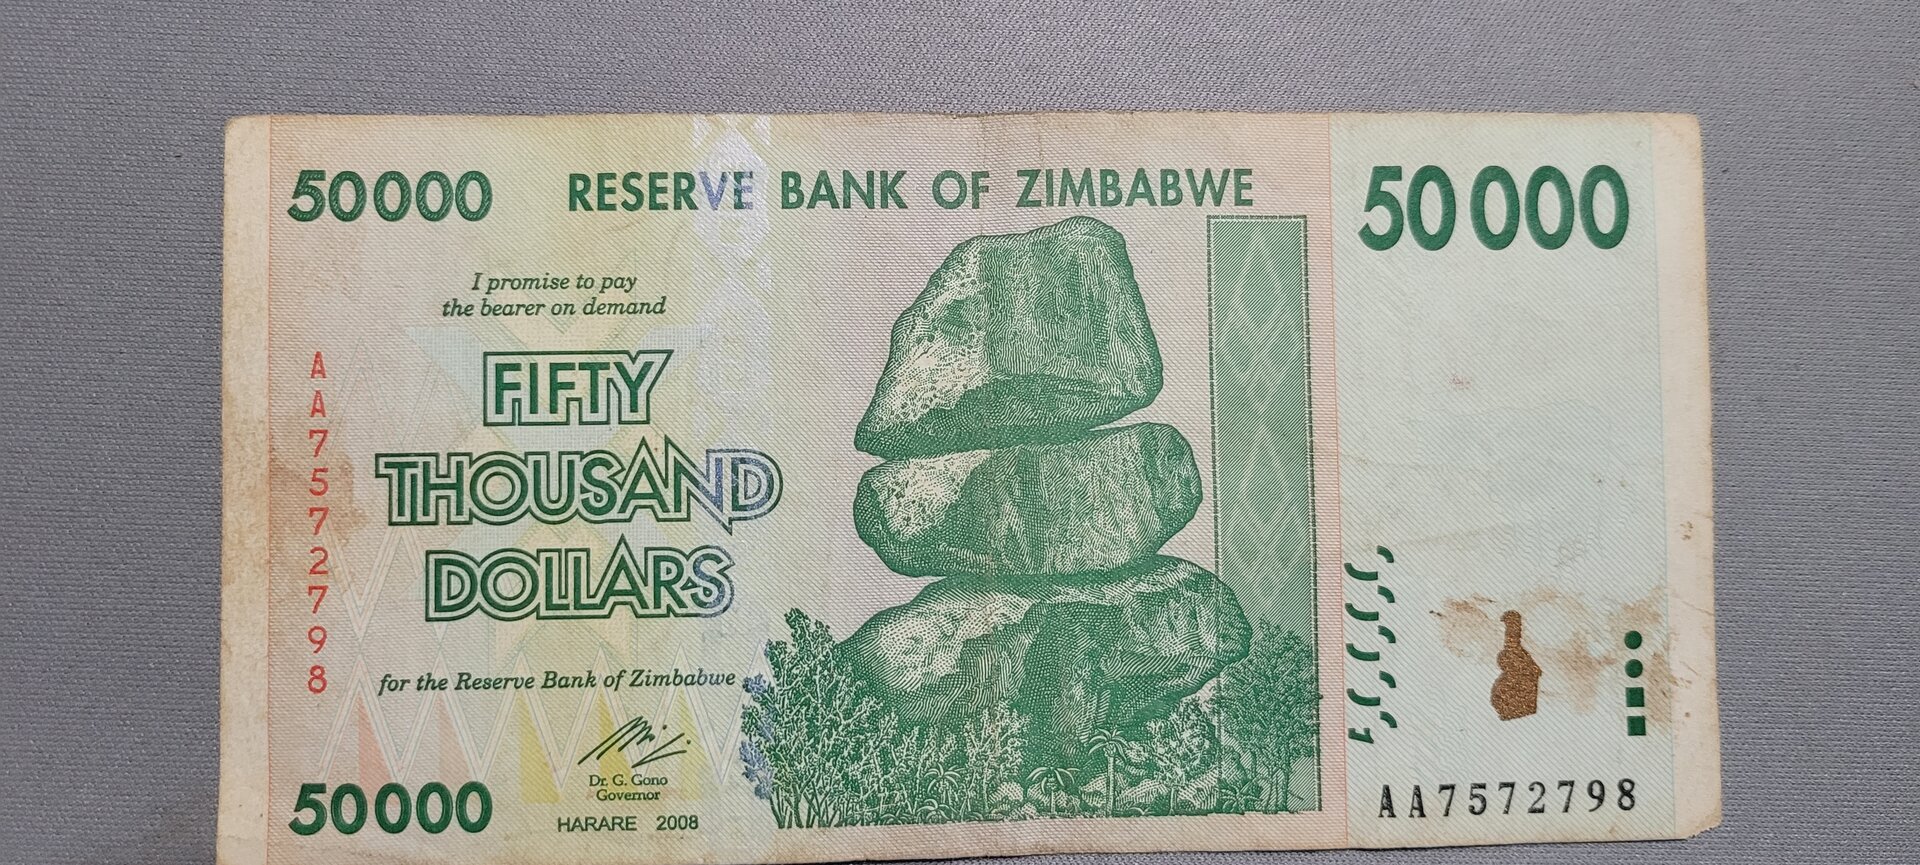 50000
RESERVE BANK OF ZIMBABWE
50000
I promise to pay
the bearer on demand
FIFTY
THOUSAND
DOLLARS
AA7572798
for the Reserve Bank of Zimbabwe
Dr. G. Gono
Governor
HARARE 2008
50000
AA7572798